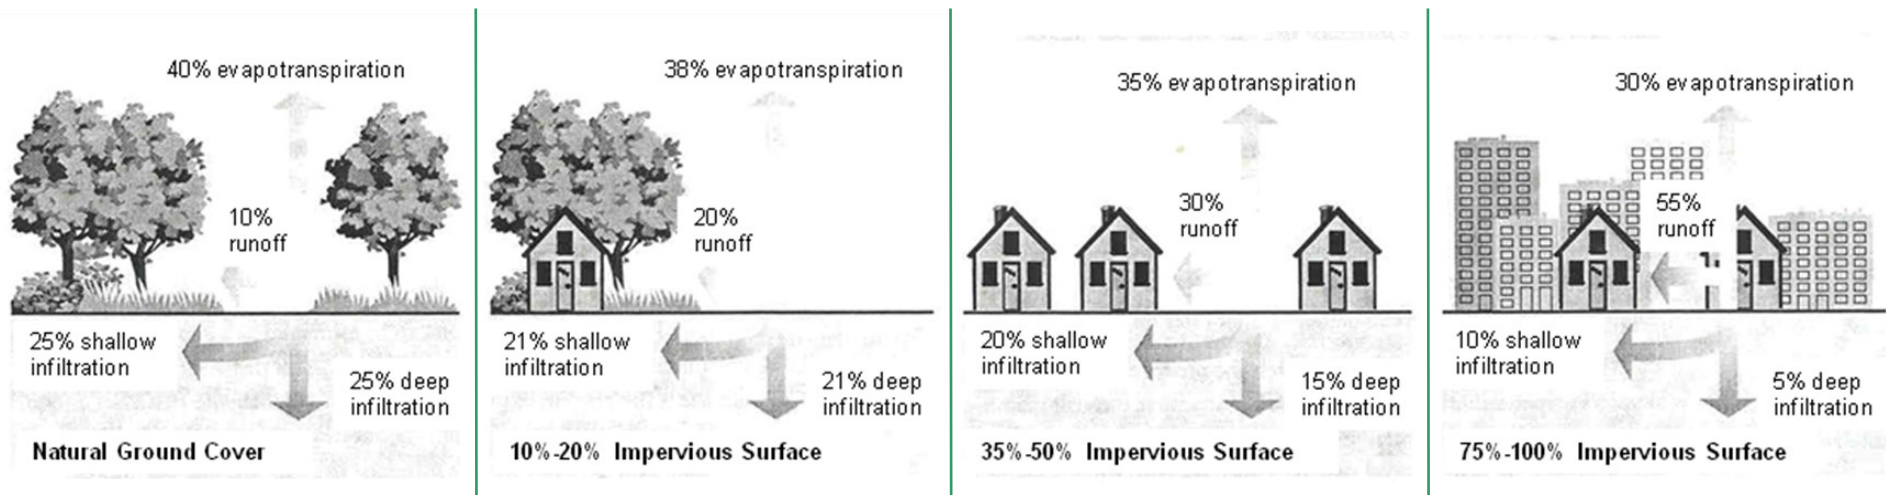 40% evapotranspiration
10%
runoff
25% shallow
infiltration
25% deep
infiltration
Natural Ground Cover
38% evapotranspiration
20%
runoff
21% shallow
infiltration
21% deep
infiltration
10%-20% Impervious Surface
35% evapotranspiration
30%
runoff
20% shallow
infiltration
15% deep
infiltration
35%-50% Impervious Surface
30% evapotranspiration
55%
runoff
10% shallow
infiltration
5% deep
infiltration
75%-100% Impervious Surface